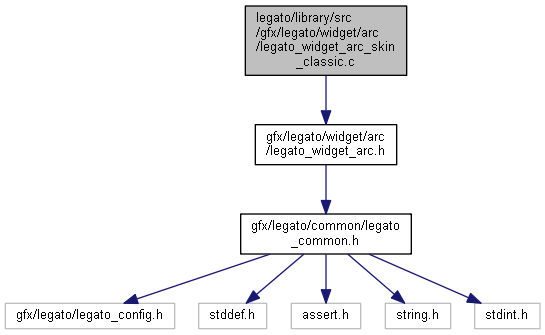 legato/library/src
/gfx/legato/widget/arc
/legato_widget_arc_skin
_classic.c
gfx/legato/widget/arc
/legato_widget_arc.h
gfx/legato/common/legato
_common.h
gfx/legato/legato_config.h
stddef.h
assert.h
string.h
stdint.h